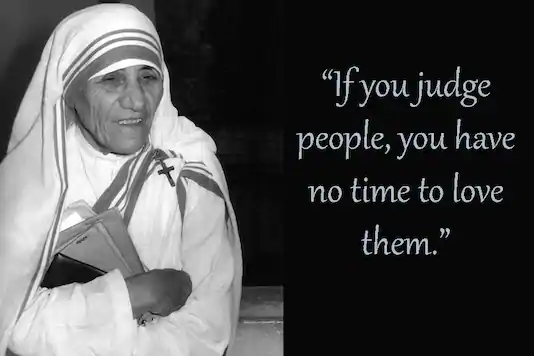 “If you judge
people, you have
no time to love
them.”